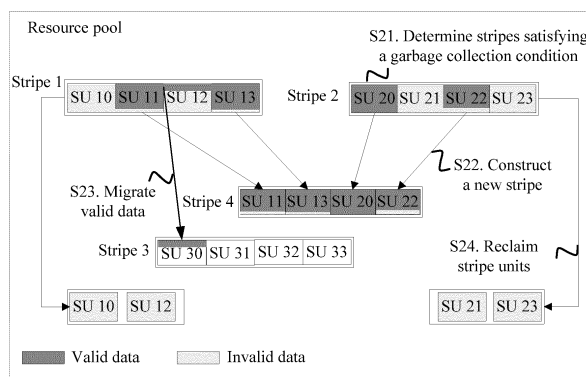 Resource pool
S21. Determine stripes satisfying
a garbage collection condition
Stripe 1
SU 10 SU 11 SU 12 SU 13
Stripe 2
SU 20 SU 21 SU 22 SU 23
S23. Migrate
valid data
S22. Construct
a new stripe
Stripe 4
SU 11 SU 13 SU 20 SU 22
Stripe 3
SU 30 SU 31 SU 32 SU 33
S24. Reclaim
stripe units
SU 10 SU 12
SU 21 SU 23
Valid data
Invalid data